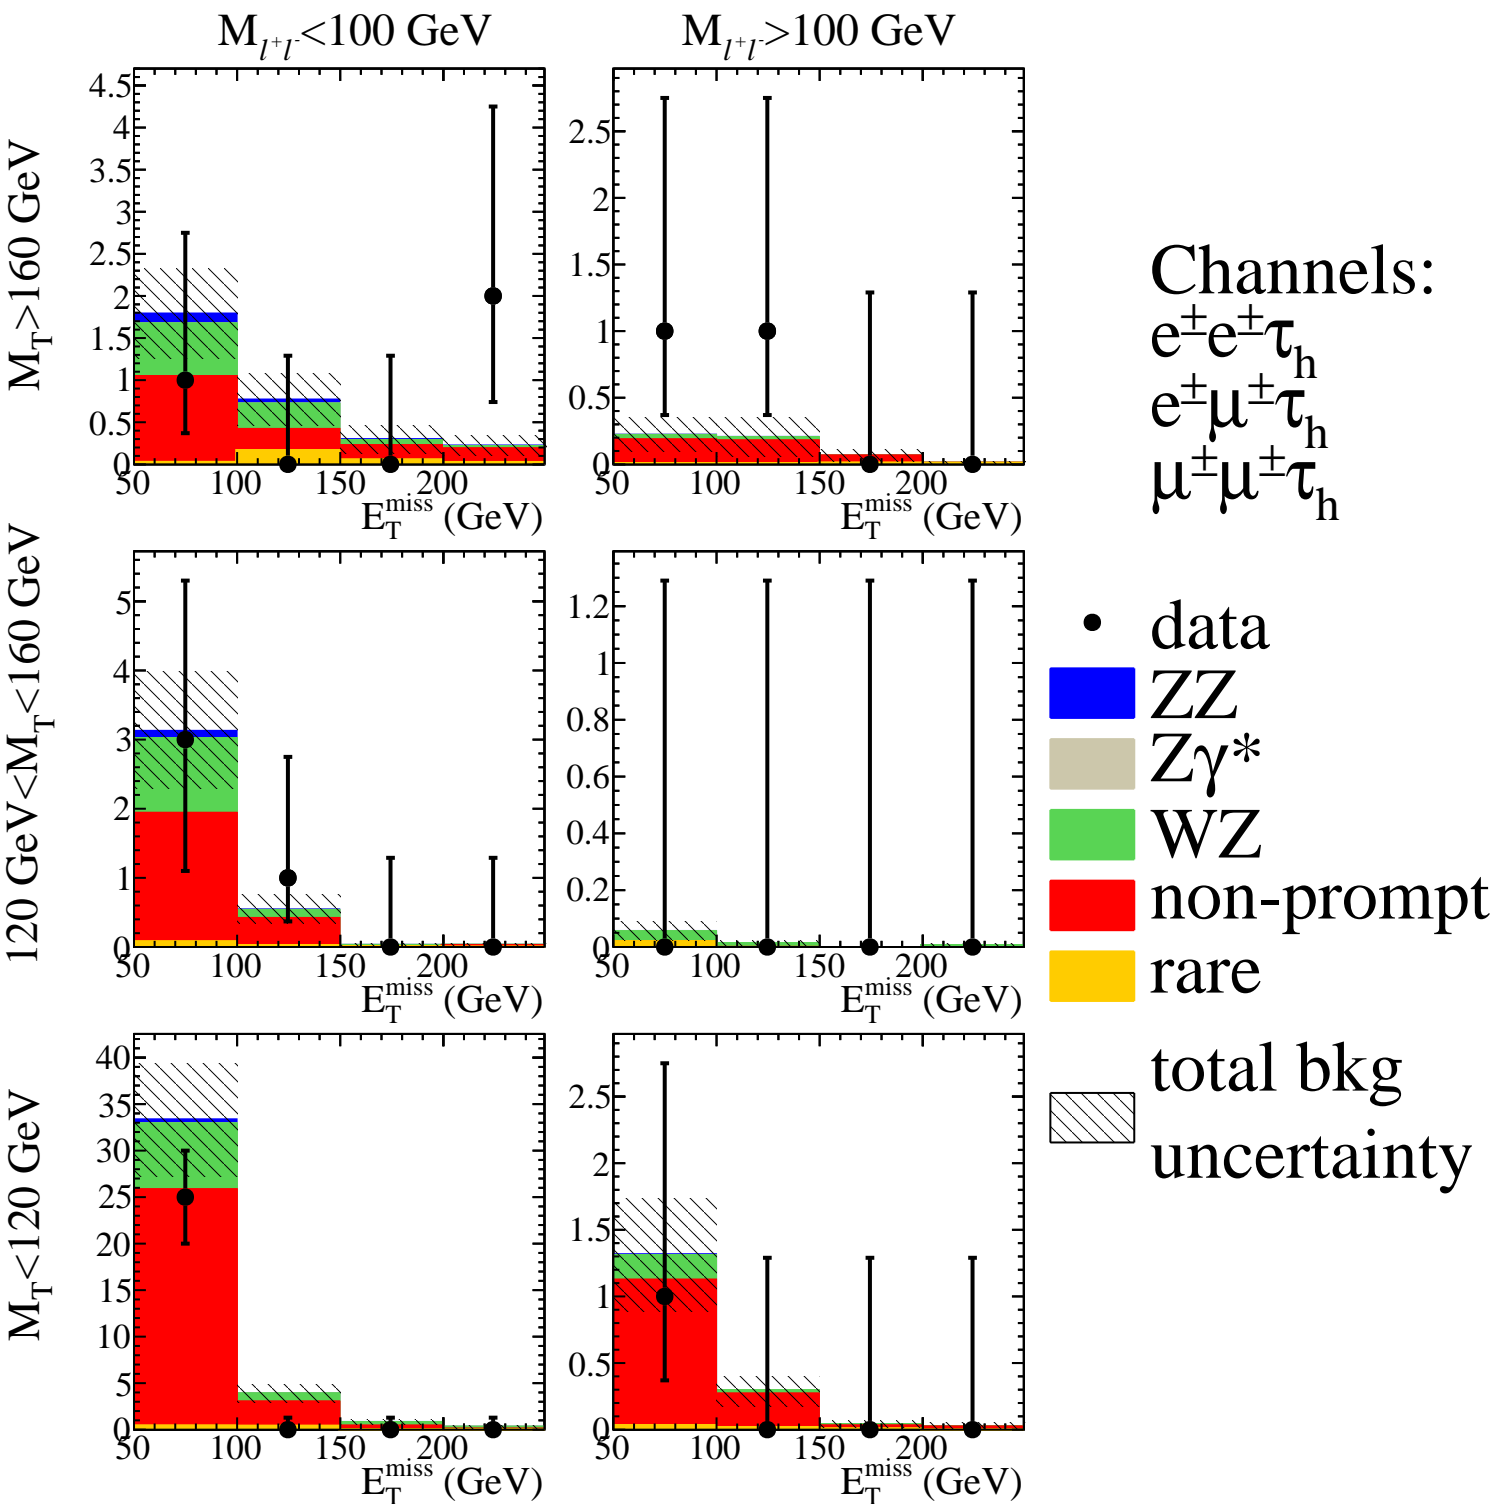 M_{l⁺l⁻}<100 GeV
M_{l⁺l⁻}>100 GeV
M_T>160 GeV
4.5
4
3.5
3
2.5
2
1.5
1
0.5
0
50 100 150 200
E_T^miss (GeV)
2.5
2
1.5
1
0.5
0
50 100 150 200
E_T^miss (GeV)
120 GeV<M_T<160 GeV
5
4
3
2
1
0
50 100 150 200
E_T^miss (GeV)
1.2
1
0.8
0.6
0.4
0.2
0
50 100 150 200
E_T^miss (GeV)
M_T<120 GeV
40
35
30
25
20
15
10
5
0
50 100 150 200
E_T^miss (GeV)
2.5
2
1.5
1
0.5
0
50 100 150 200
E_T^miss (GeV)
Channels:
e±e±τ_h
e±μ±τ_h
μ±μ±τ_h
data
ZZ
Zγ*
WZ
non-prompt
rare
total bkg
uncertainty